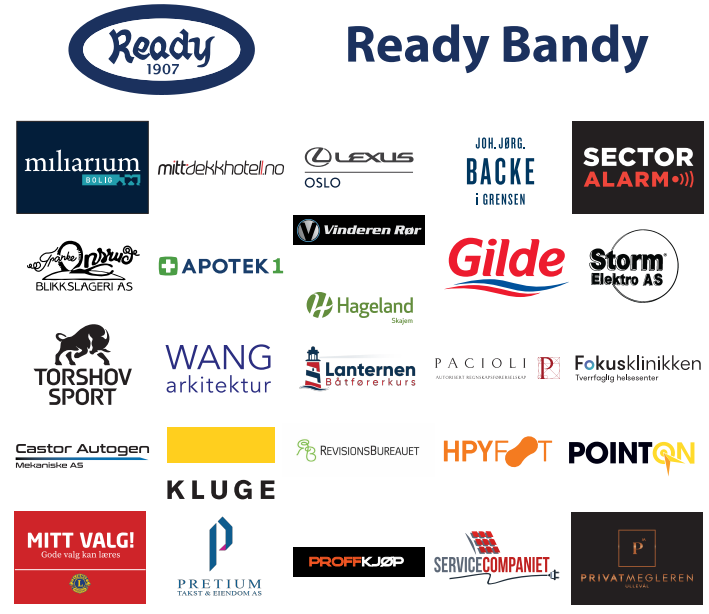 Ready
1907
Ready Bandy
miliarium
BOLIG
mittdekkhotell.no
LEXUS
OSLO
JOH. JØRG.
BACKE
i GRENSEN
SECTOR
ALARM
Vinderen Rør
BLIKKSLAGERI AS
APOTEK 1
Gilde
Storm
Elektro AS
Hageland
Skajem
TORSHOV
SPORT
WANG
arkitektur
Lanternen
Båtførerkurs
PACIOLI
AUTORISERT REGNSKAPSFØRERSELSKAP
P
Fokusklinikken
Tverrfaglig helsesenter
Castor Autogen
Mekaniske AS
KLUGE
REVISIONSBUREAUET
HPYFOT
POINTON
MITT VALG!
Gode valg kan læres
PRETIUM
TAKST & EIENDOM AS
PROFFKJØP
SERVICECOMPANIET
P
PRIVATMEGLEREN
ULLEVÅL